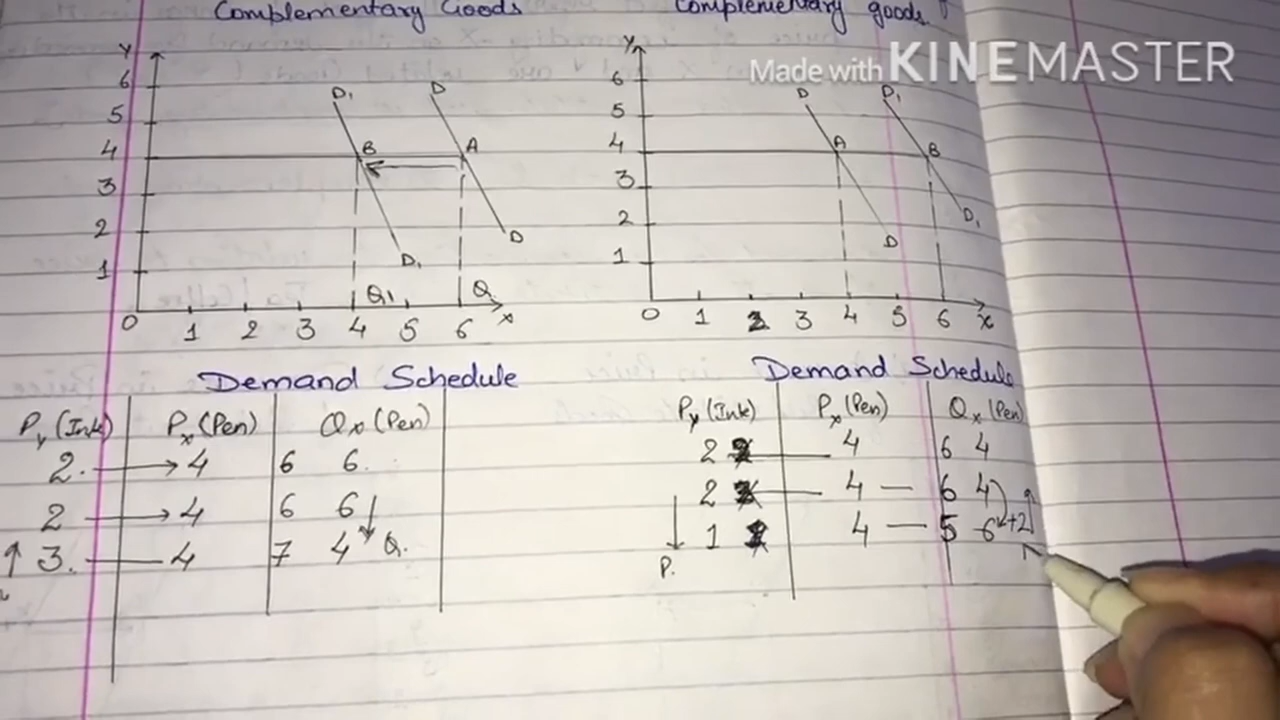 Complementary Goods
Complementary goods
Made with KINEMASTER
Y
6
5
4
3
2
1
0
D1
D
B
A
D
D1
Q1
Q
1 2 3 4 5 6 x
Y
6
5
4
3
2
1
D
D1
A
B
D1
D
0 1 2 3 4 5 6 x
Demand Schedule
Py (Ink) Px (Pen) Qx (Pen)
2 4 6 6
2 4 6 6
3 4 7 4 Q.
Demand Schedule
Py (Ink) Px (Pen) Qx (Pen)
2 4 6 4
2 4 6 4
1 4 5 6 +2
P.